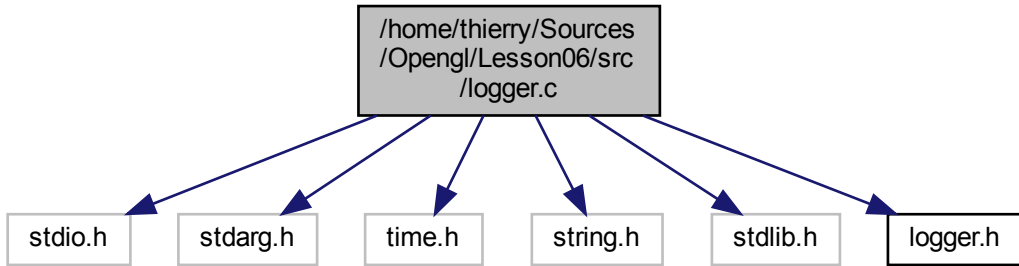 /home/thierry/Sources
/Opengl/Lesson06/src
/logger.c
stdio.h
stdarg.h
time.h
string.h
stdlib.h
logger.h